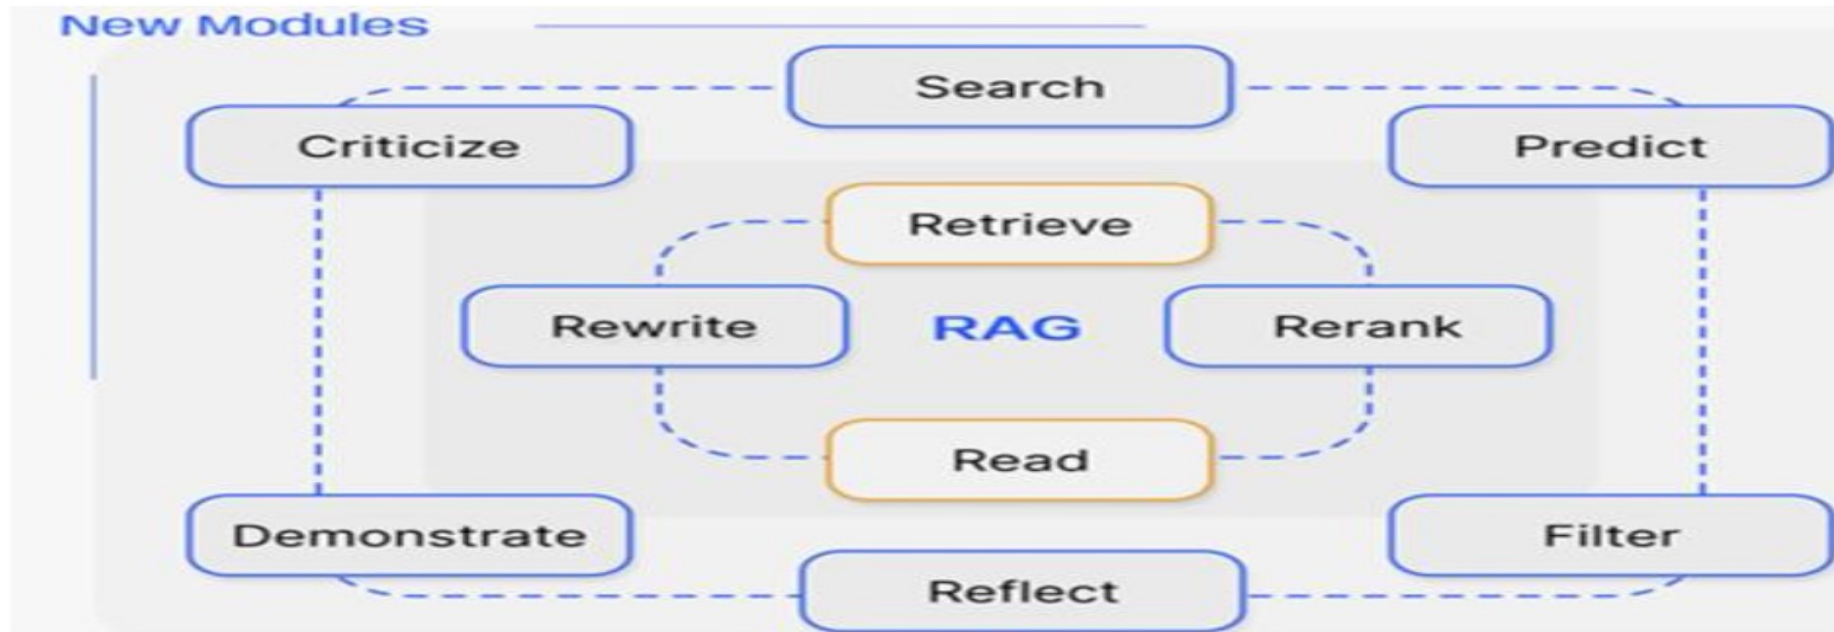 New Modules
Search
Criticize
Predict
Retrieve
Rewrite
RAG
Rerank
Read
Demonstrate
Filter
Reflect